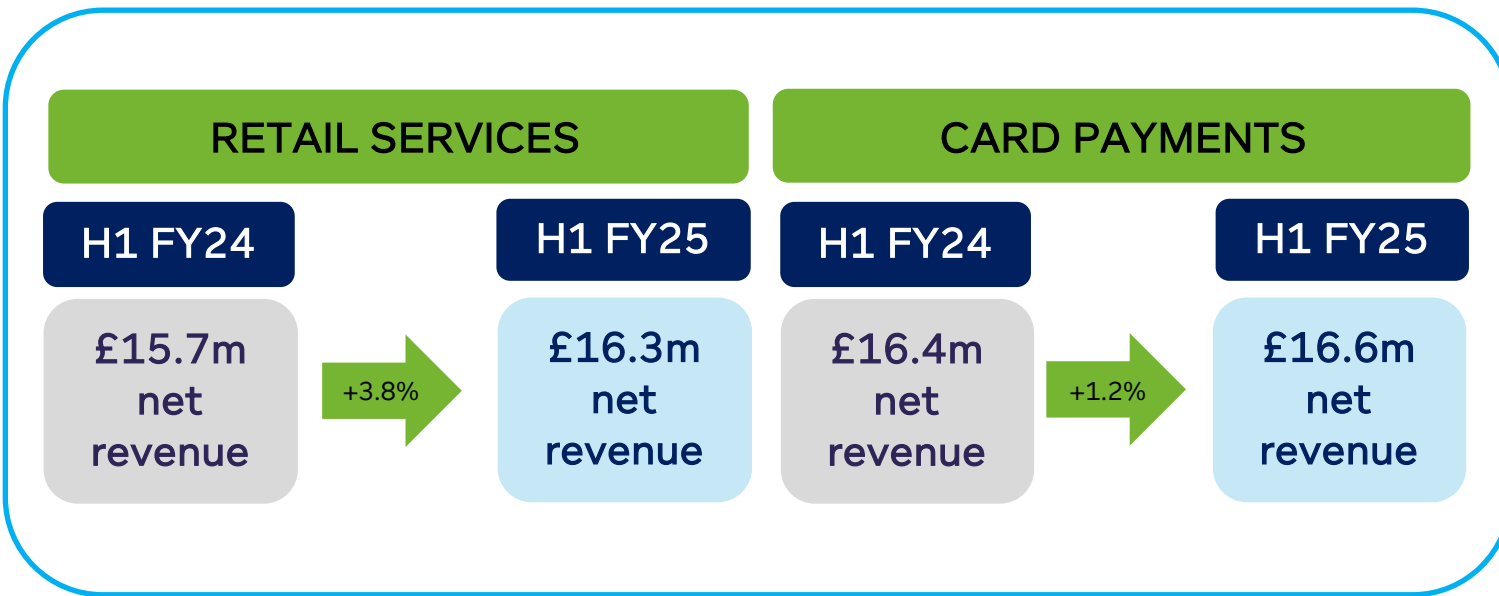 RETAIL SERVICES
H1 FY24
H1 FY25
£15.7m
net
revenue
+3.8%
£16.3m
net
revenue
CARD PAYMENTS
H1 FY24
H1 FY25
£16.4m
net
revenue
+1.2%
£16.6m
net
revenue